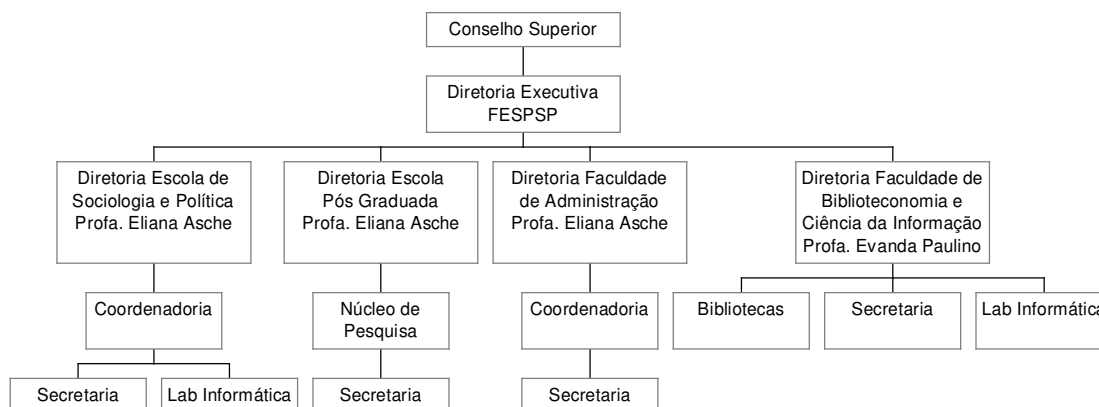 Conselho Superior
Diretoria Executiva
FESPSP
Diretoria Escola de
Sociologia e Política
Profa. Eliana Asche
Diretoria Escola
Pós Graduada
Profa. Eliana Asche
Diretoria Faculdade
de Administração
Profa. Eliana Asche
Diretoria Faculdade de
Biblioteconomia e
Ciência da Informação
Profa. Evanda Paulino
Coordenadoria
Núcleo de
Pesquisa
Coordenadoria
Bibliotecas
Secretaria
Lab Informática
Secretaria
Lab Informática
Secretaria
Secretaria